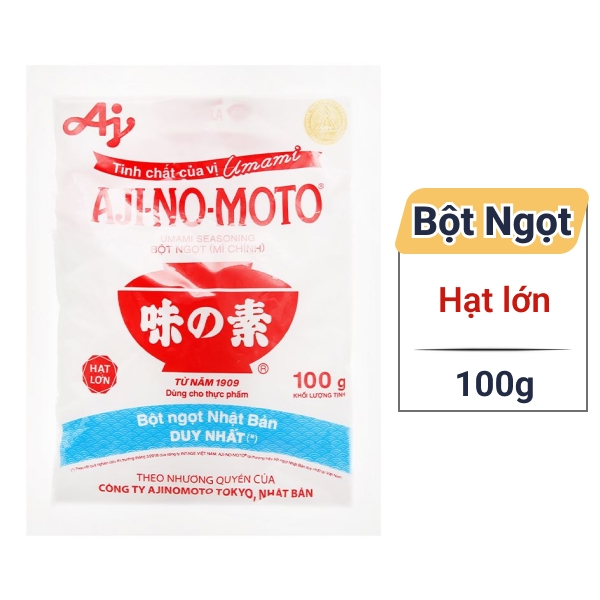 Aj
Tinh chất của vị Umami
AJI-NO-MOTO®
UMAMI SEASONING
BỘT NGỌT (MÌ CHÍNH)
味の素
®
HẠT
LỚN
TỪ NĂM 1909
Dùng cho thực phẩm
100 g
KHỐI LƯỢNG TỊNH
Bột ngọt Nhật Bản
DUY NHẤT(*)
THEO NHƯỢNG QUYỀN CỦA
CÔNG TY AJINOMOTO TOKYO, NHẬT BẢN
Bột Ngọt
Hạt lớn
100g